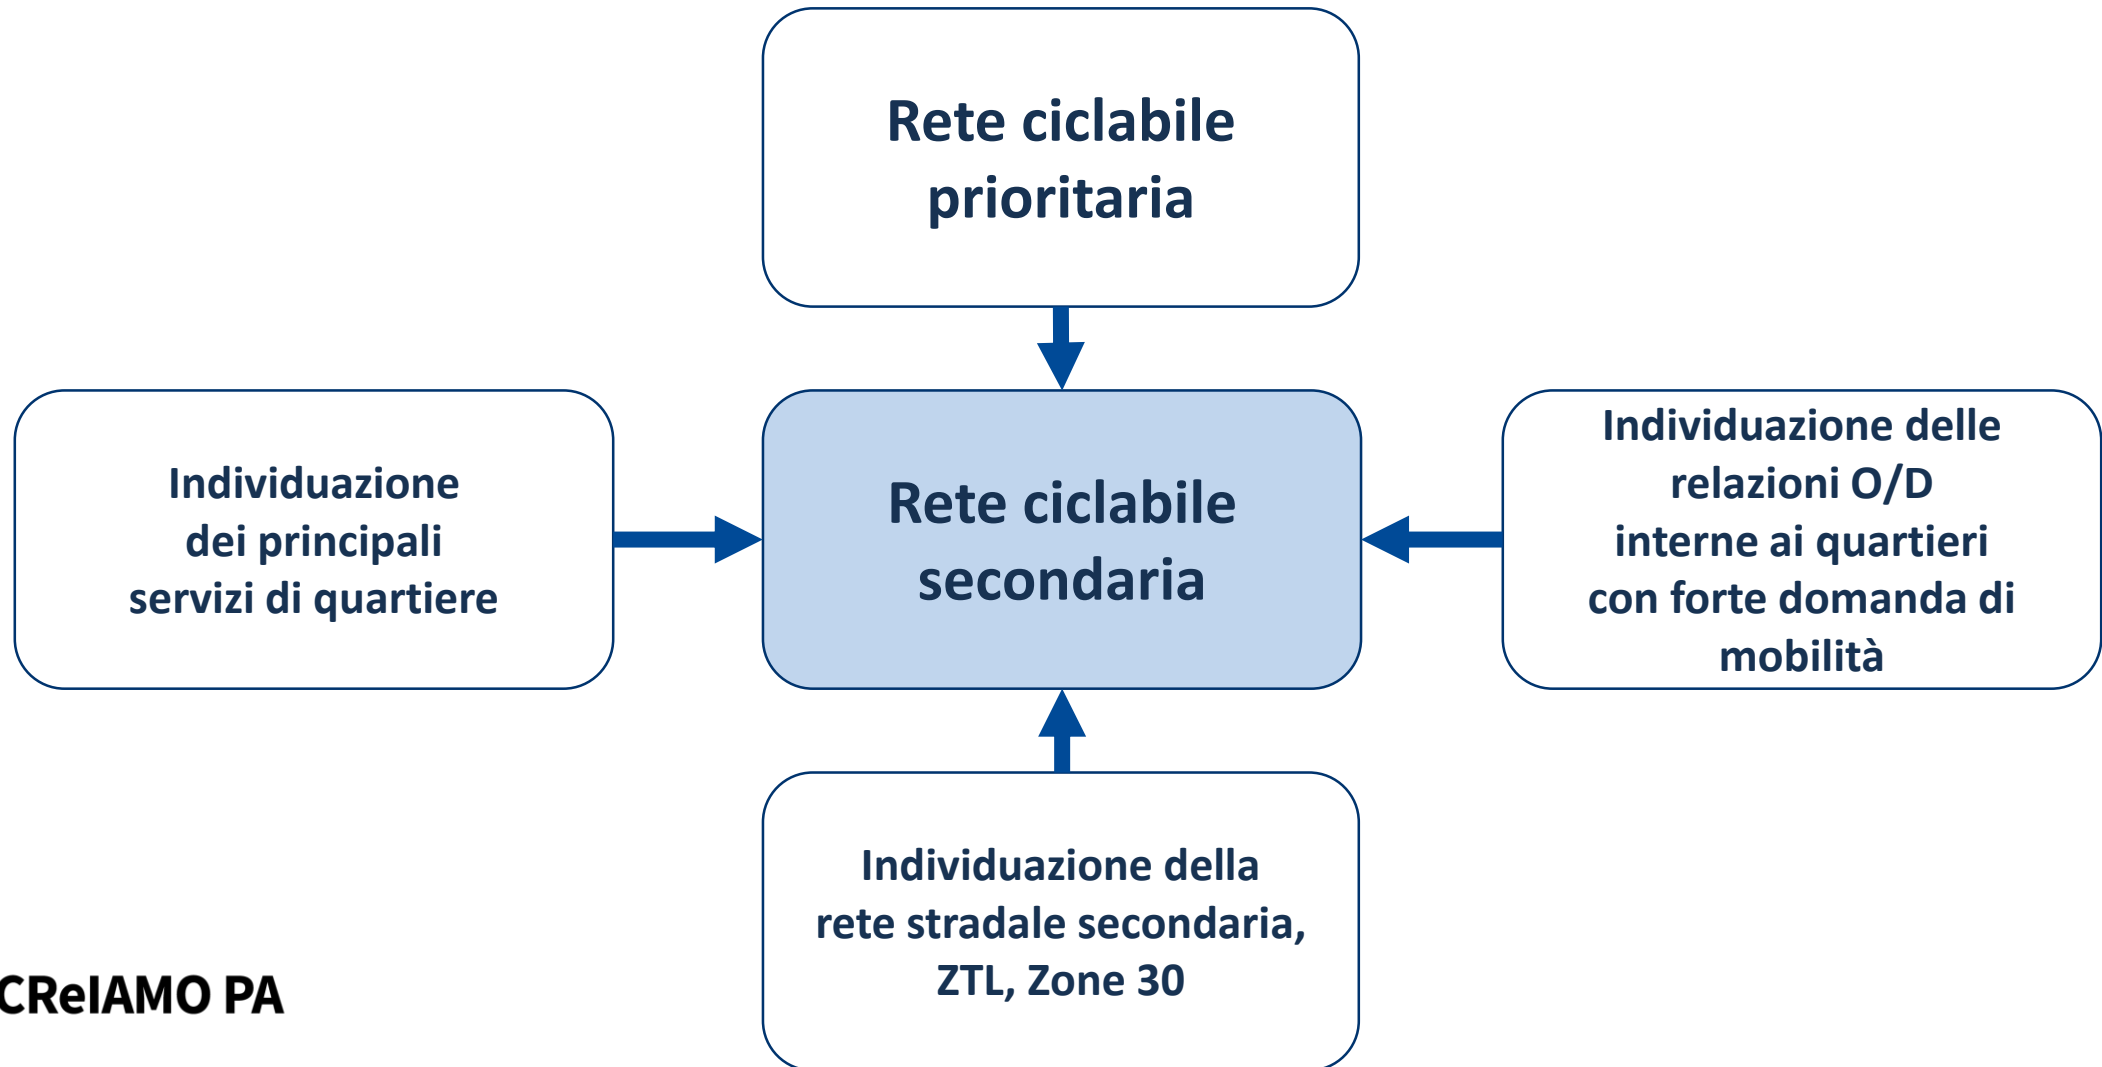 Rete ciclabile
prioritaria
Individuazione
dei principali
servizi di quartiere
Rete ciclabile
secondaria
Individuazione delle
relazioni O/D
interne ai quartieri
con forte domanda di
mobilità
Individuazione della
rete stradale secondaria,
ZTL, Zone 30
CReIAMO PA